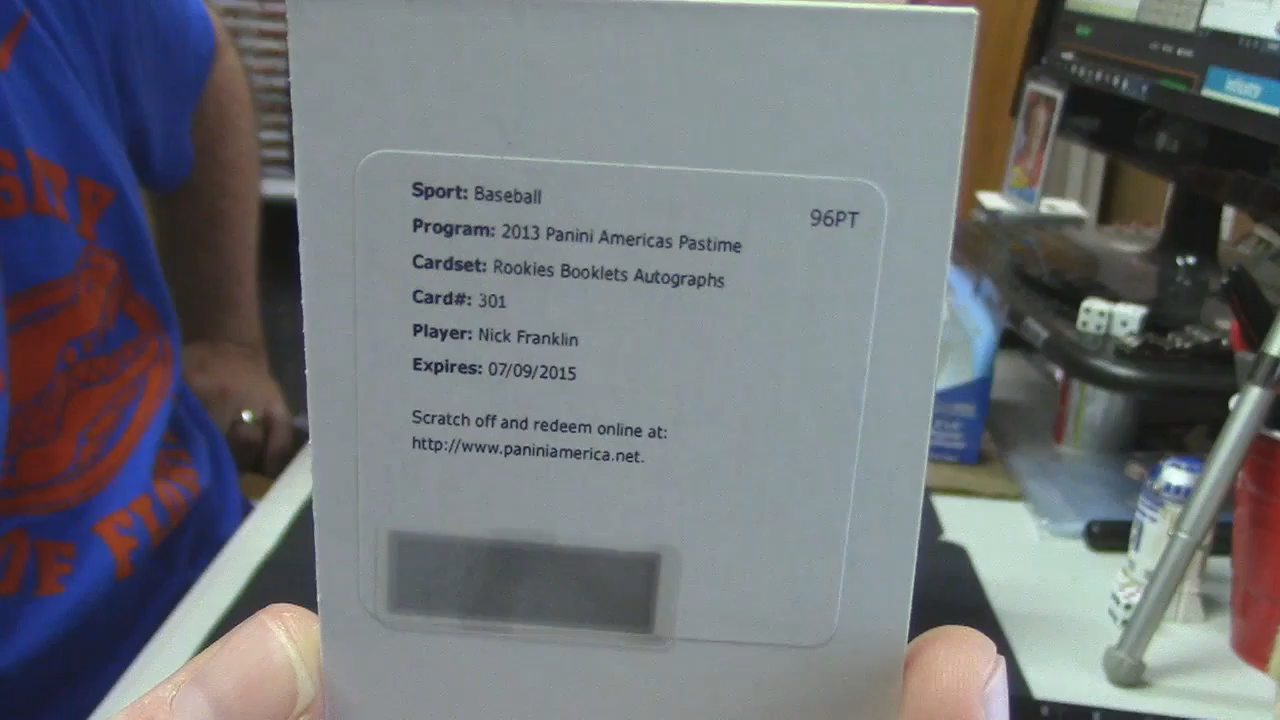 Sport: Baseball
96PT
Program: 2013 Panini Americas Pastime
Cardset: Rookies Booklets Autographs
Card#: 301
Player: Nick Franklin
Expires: 07/09/2015
Scratch off and redeem online at:
http://www.paniniamerica.net.